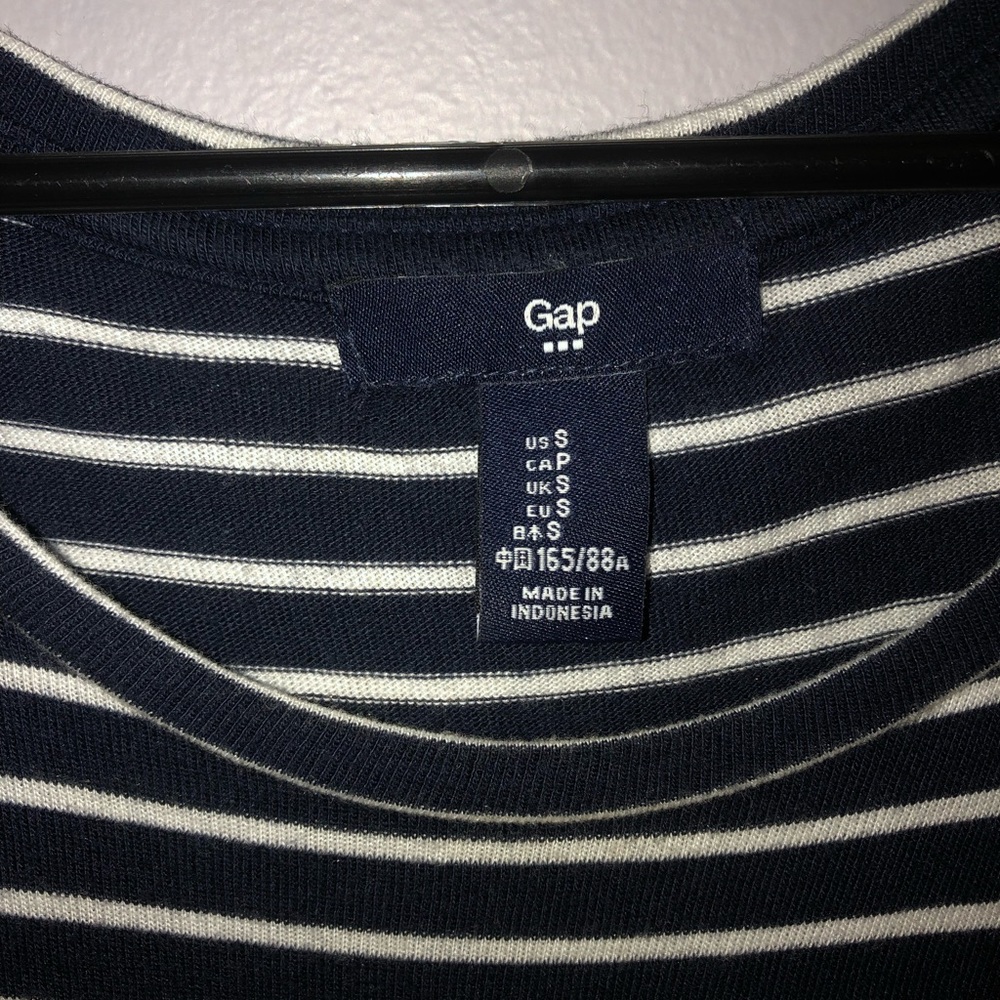 Gap
US S
CA P
UK S
EU S
日本 S
中国 165/88A
MADE IN
INDONESIA